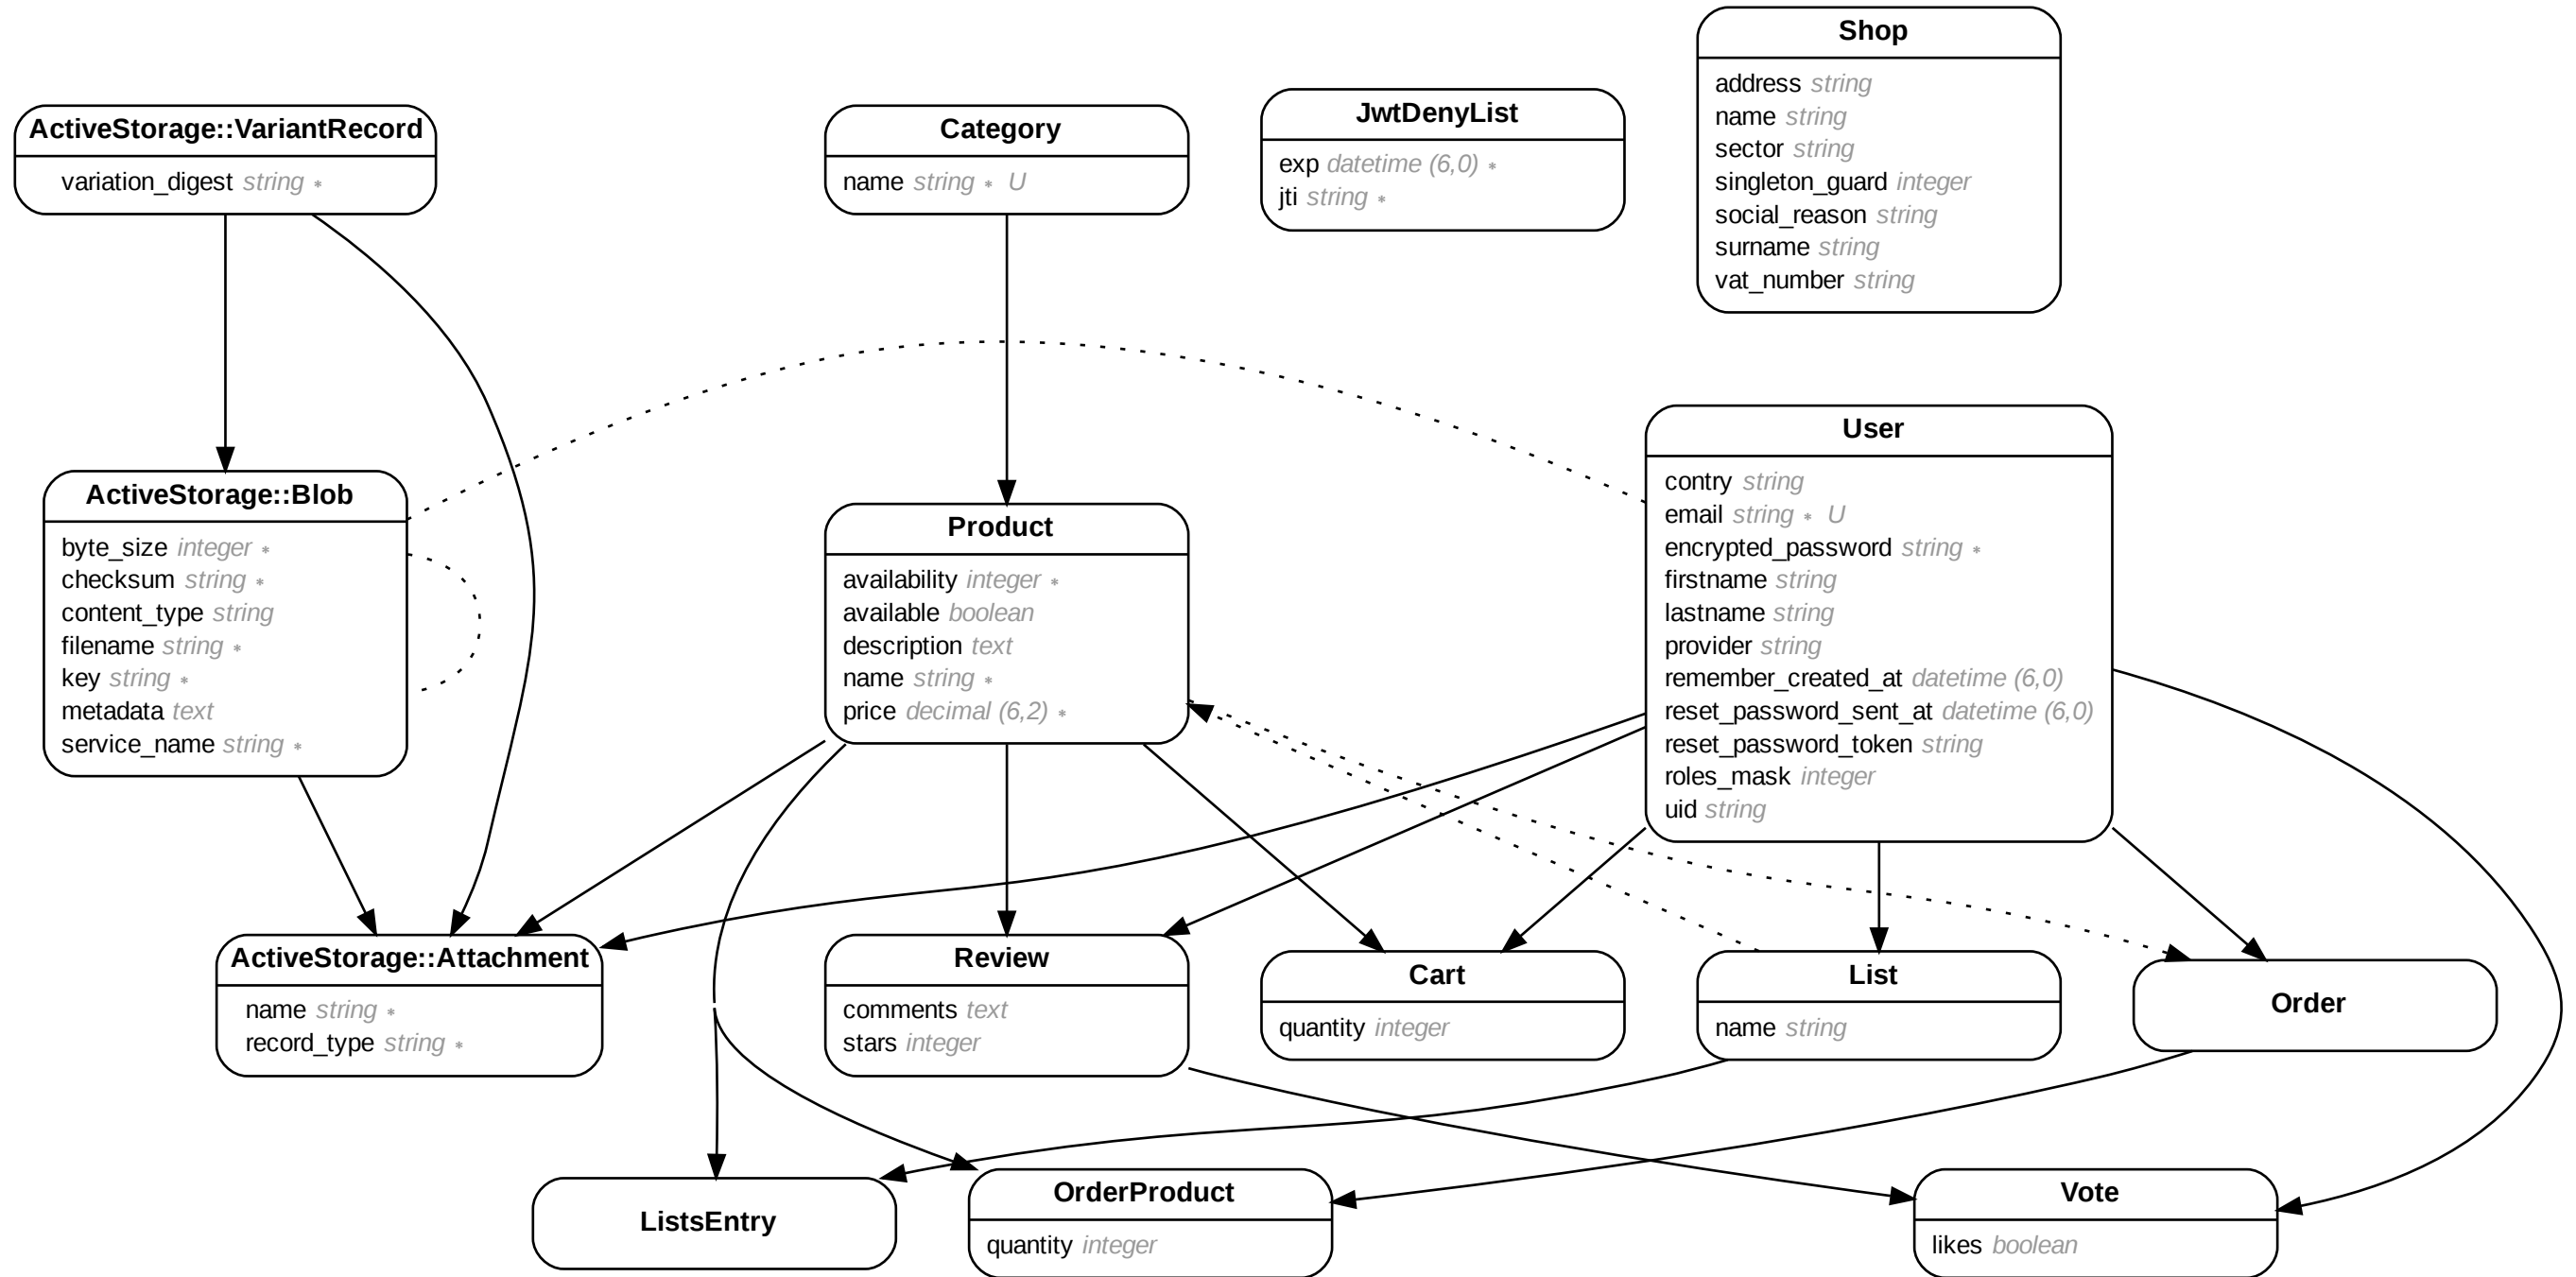 Shop
address string
name string
sector string
singleton_guard integer
social_reason string
surname string
vat_number string
ActiveStorage::VariantRecord
variation_digest string *
Category
name string * U
JwtDenyList
exp datetime (6,0) *
jti string *
ActiveStorage::Blob
byte_size integer *
checksum string *
content_type string
filename string *
key string *
metadata text
service_name string *
Product
availability integer *
available boolean
description text
name string *
price decimal (6,2) *
User
contry string
email string * U
encrypted_password string *
firstname string
lastname string
provider string
remember_created_at datetime (6,0)
reset_password_sent_at datetime (6,0)
reset_password_token string
roles_mask integer
uid string
ActiveStorage::Attachment
name string *
record_type string *
Review
comments text
stars integer
Cart
quantity integer
List
name string
Order
ListsEntry
OrderProduct
quantity integer
Vote
likes boolean